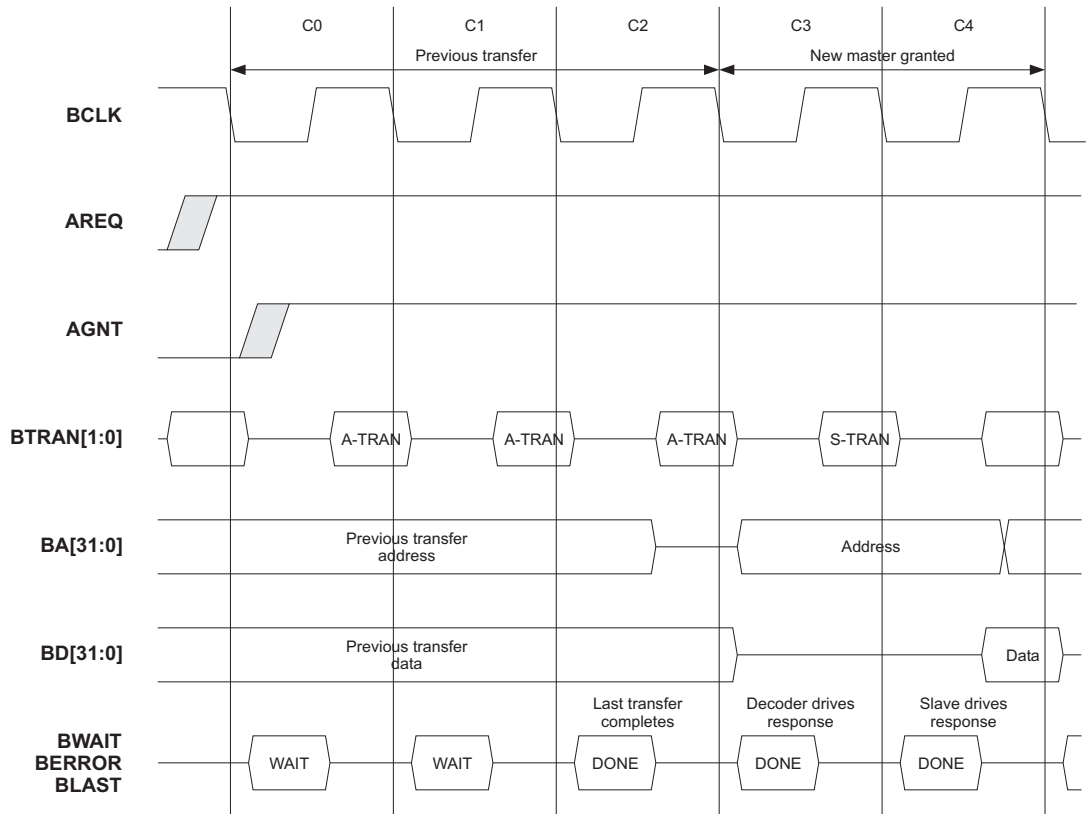 C0 C1 C2 C3 C4
Previous transfer New master granted
BCLK
AREQ
AGNT
BTRAN[1:0] A-TRAN A-TRAN A-TRAN S-TRAN
BA[31:0] Previous transfer
address Address
BD[31:0] Previous transfer
data Data
Last transfer
completes
Decoder drives
response
Slave drives
response
BWAIT
BERROR
BLAST
WAIT WAIT DONE DONE DONE